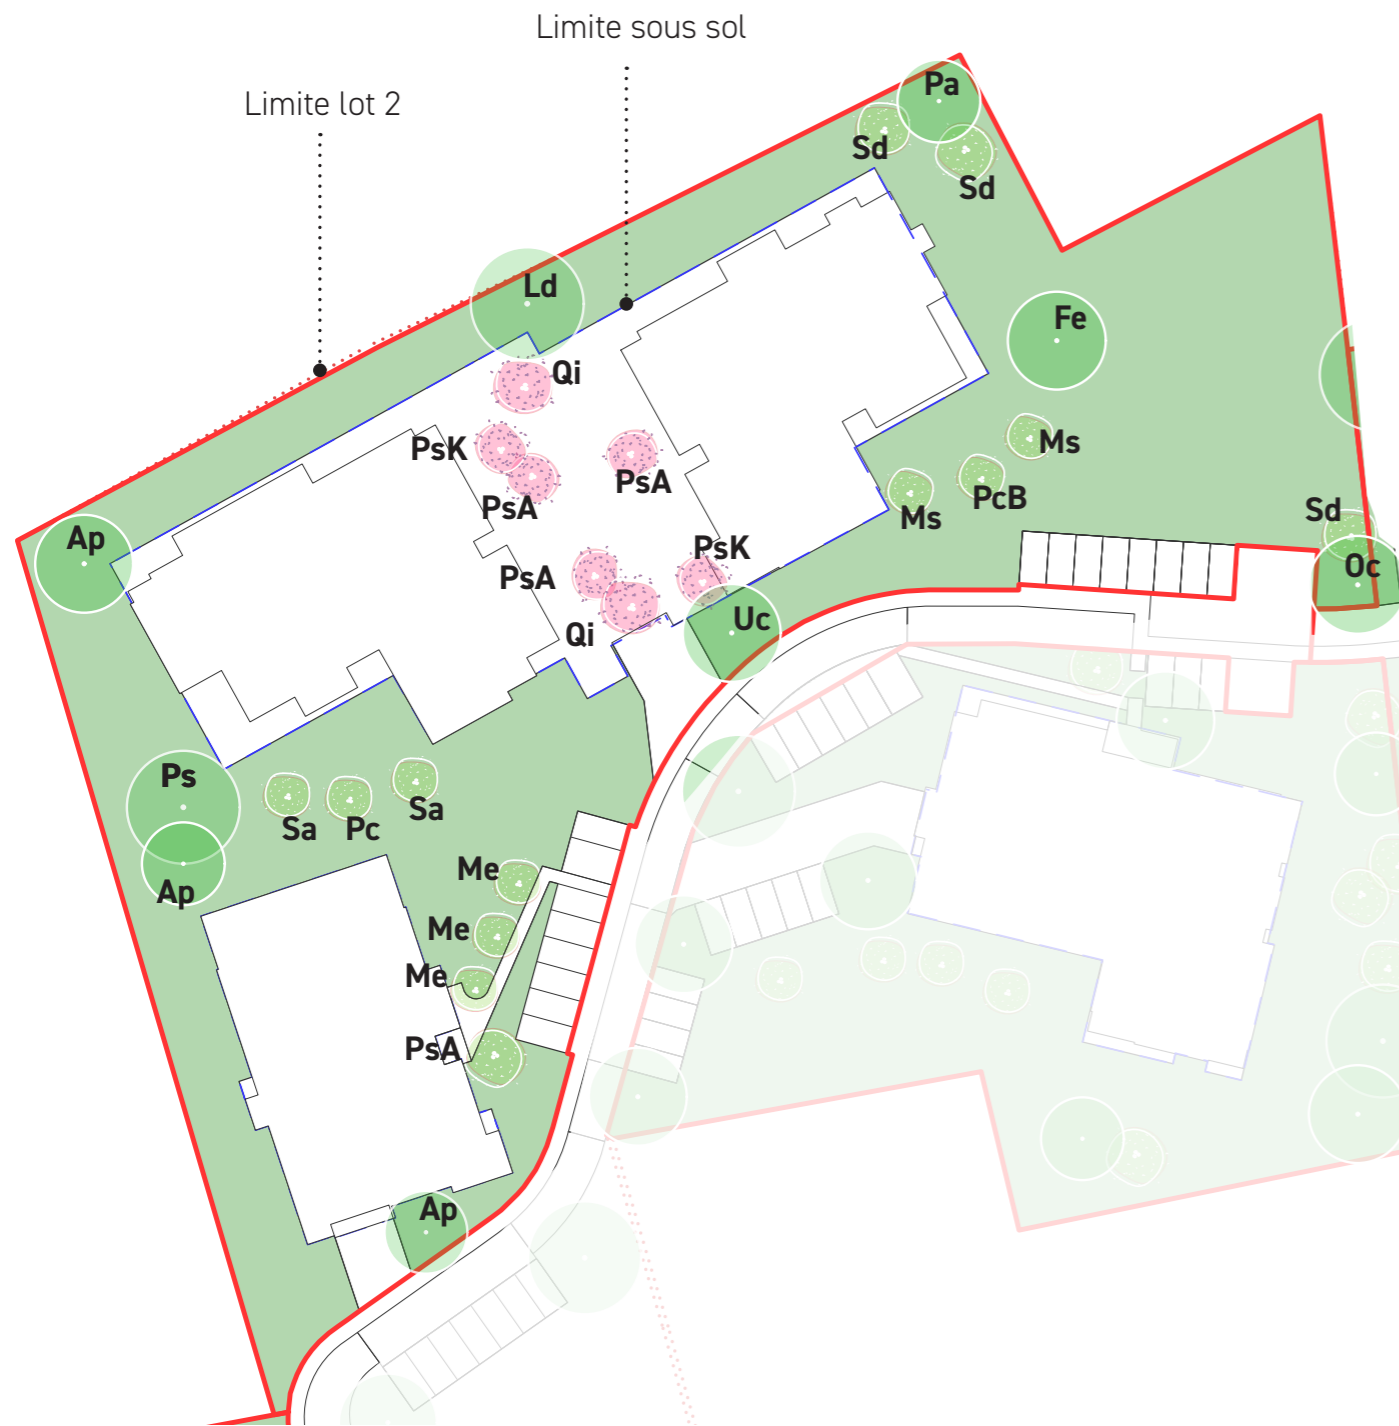 Limite sous sol
Limite lot 2
Pa
Sd
Sd
Ld
Fe
Qi
PsK
Ms
PsA
PcB
PsA
Ms
Sd
Ap
PsK
Oc
PsA
Uc
Qi
Ps
Sa
Sa
Pc
Me
Ap
Me
Me
PsA
Ap